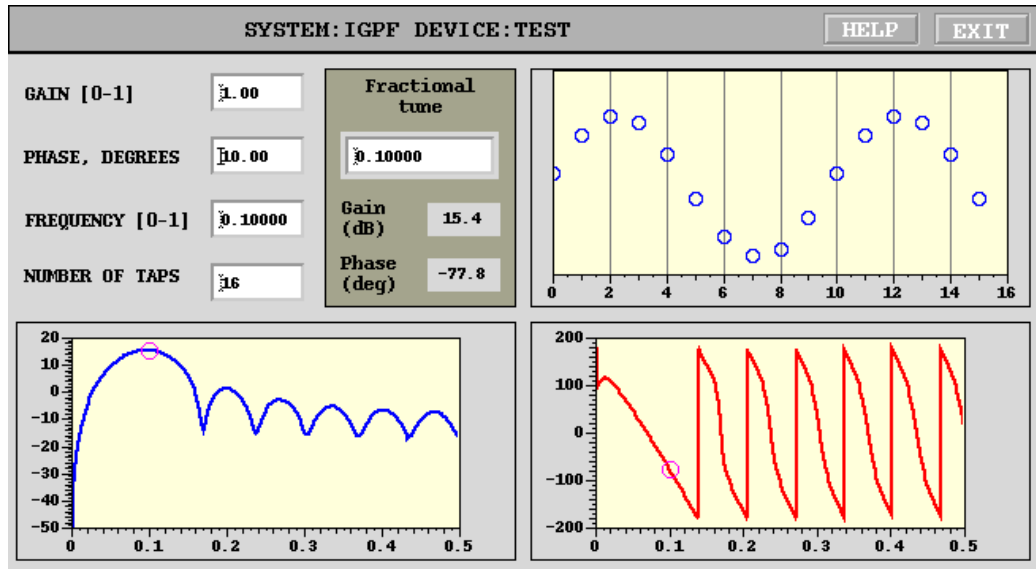 SYSTEM:IGPF DEVICE:TEST
HELP
EXIT
GAIN [0-1]
1.00
PHASE, DEGREES
10.00
FREQUENCY [0-1]
0.10000
NUMBER OF TAPS
16
Fractional
tune
0.10000
Gain
(dB)
15.4
Phase
(deg)
-77.8
0 2 4 6 8 10 12 14 16
20
10
0
-10
-20
-30
-40
-50
0 0.1 0.2 0.3 0.4 0.5
200
100
0
-100
-200
0 0.1 0.2 0.3 0.4 0.5